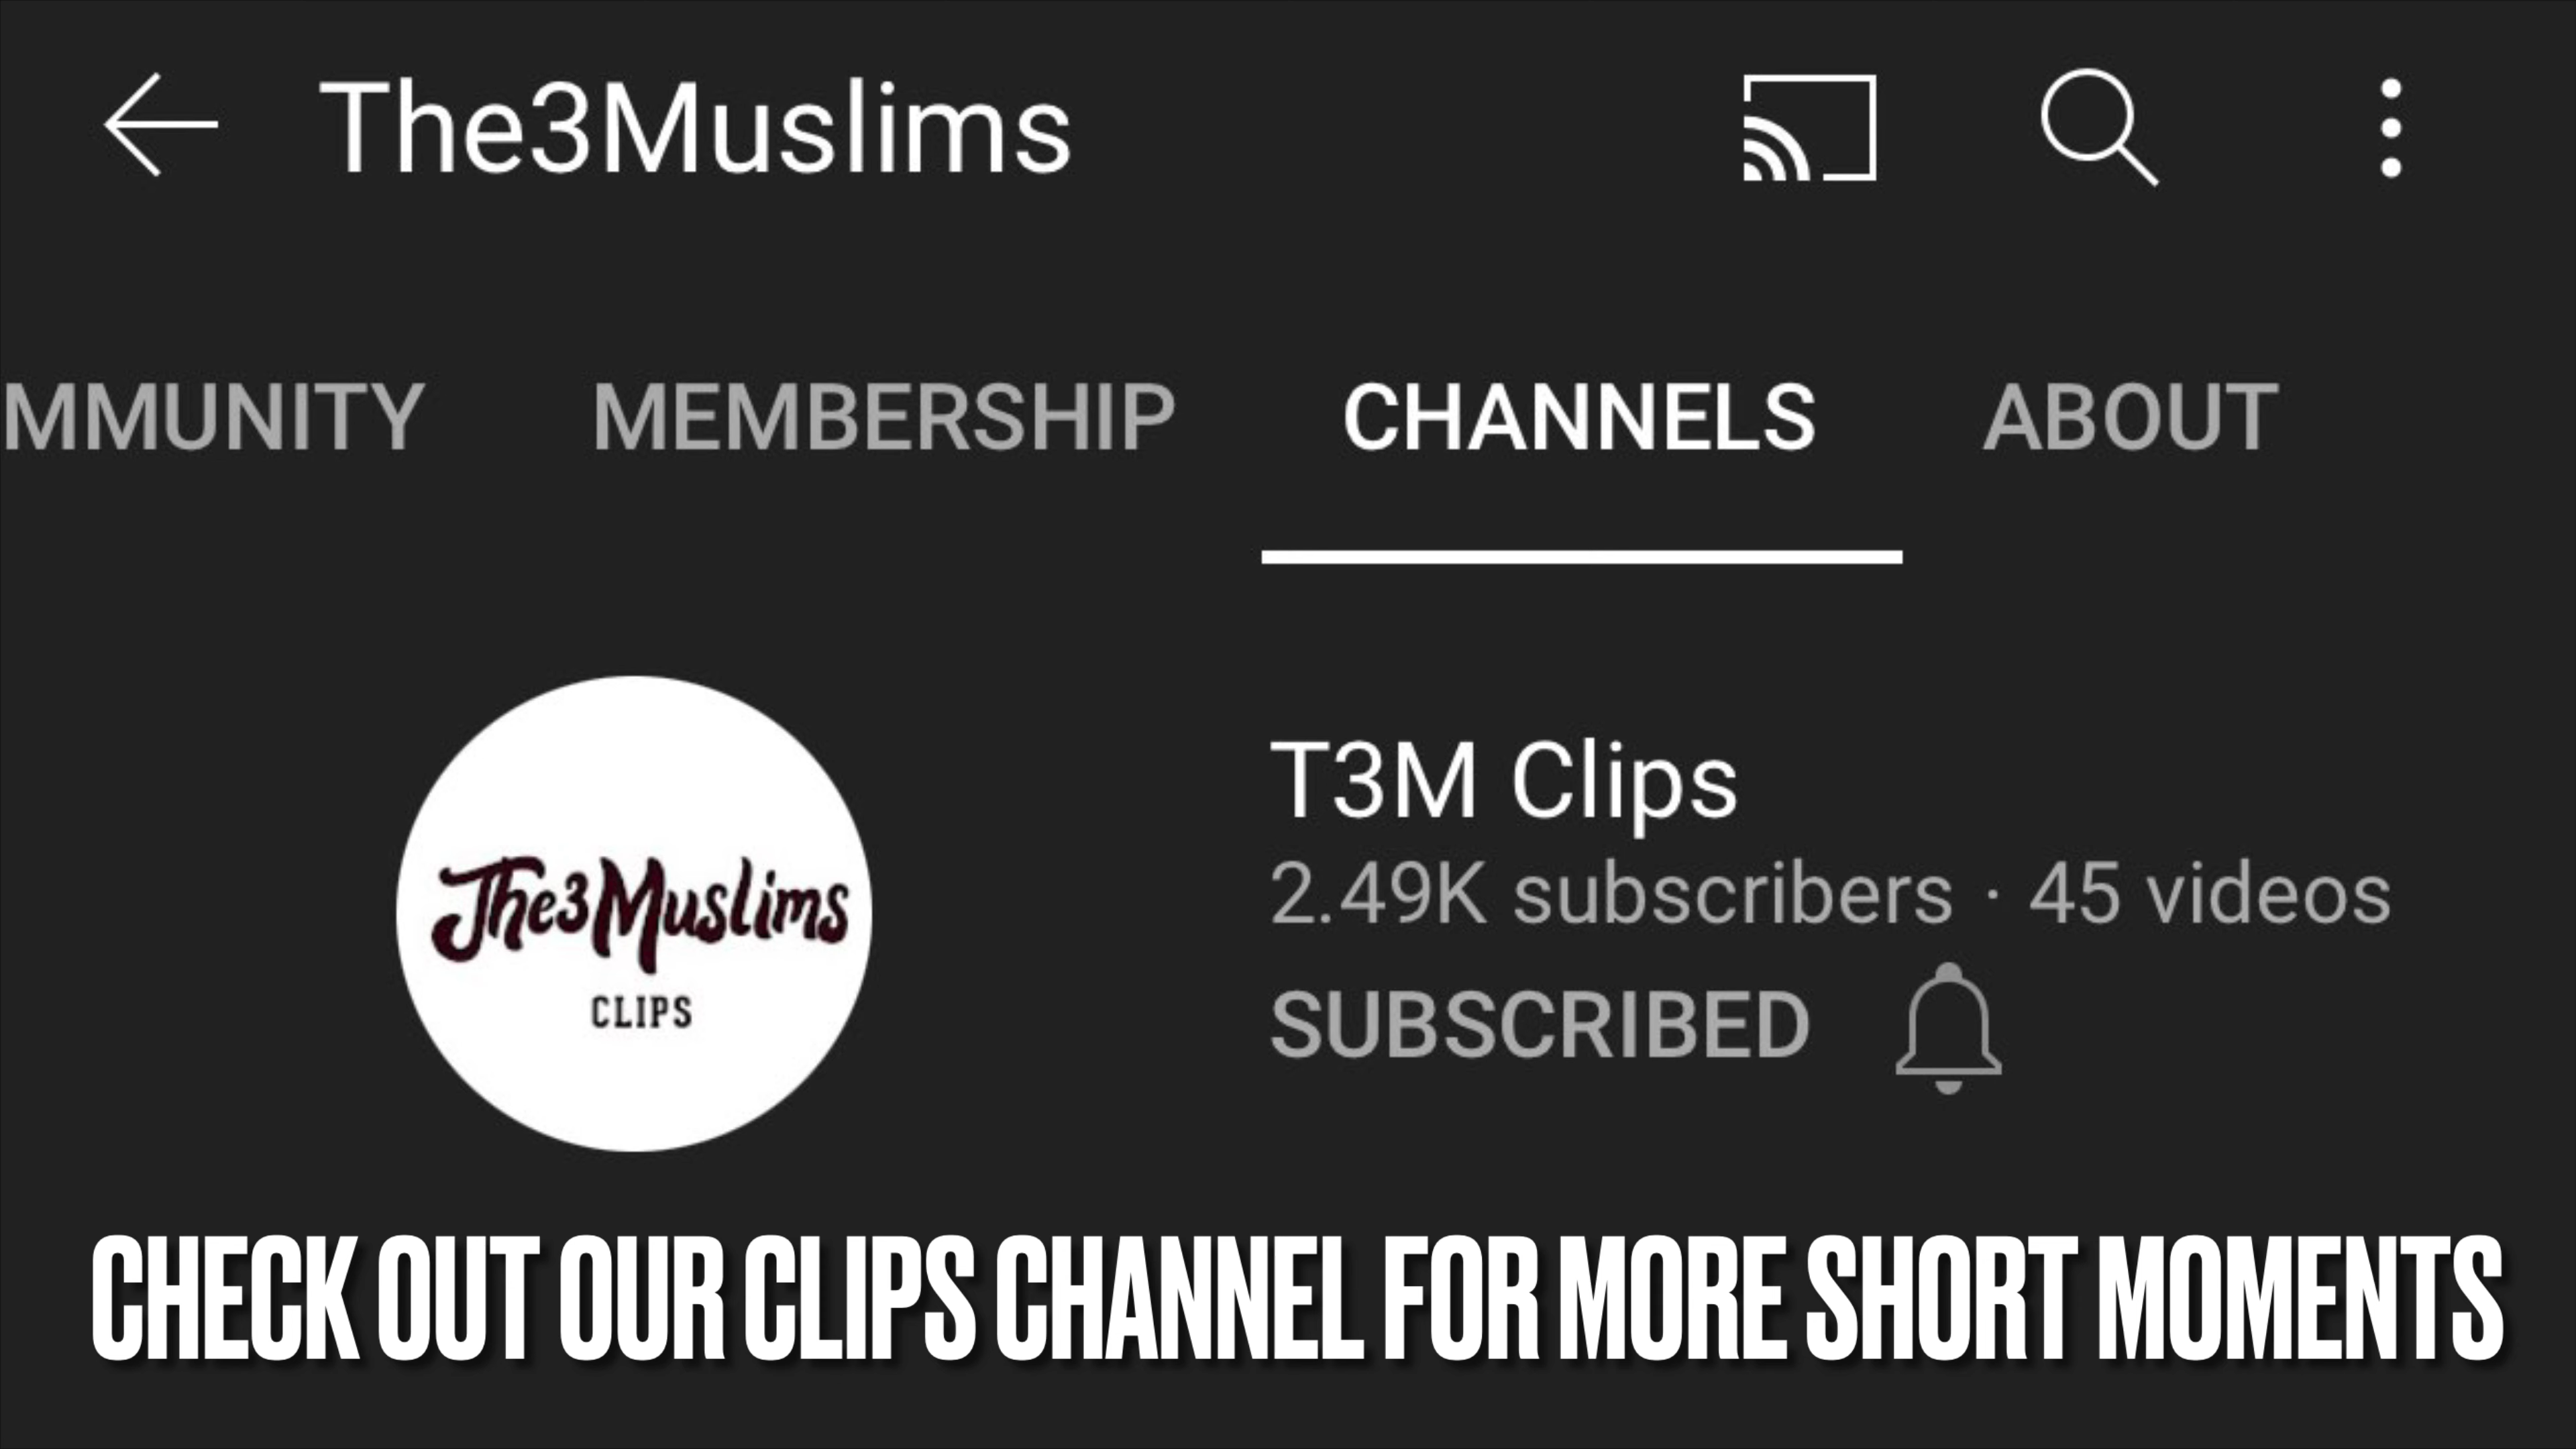 The3Muslims
MMUNITY MEMBERSHIP CHANNELS ABOUT
The3Muslims
CLIPS
T3M Clips
2.49K subscribers · 45 videos
SUBSCRIBED
CHECK OUT OUR CLIPS CHANNEL FOR MORE SHORT MOMENTS